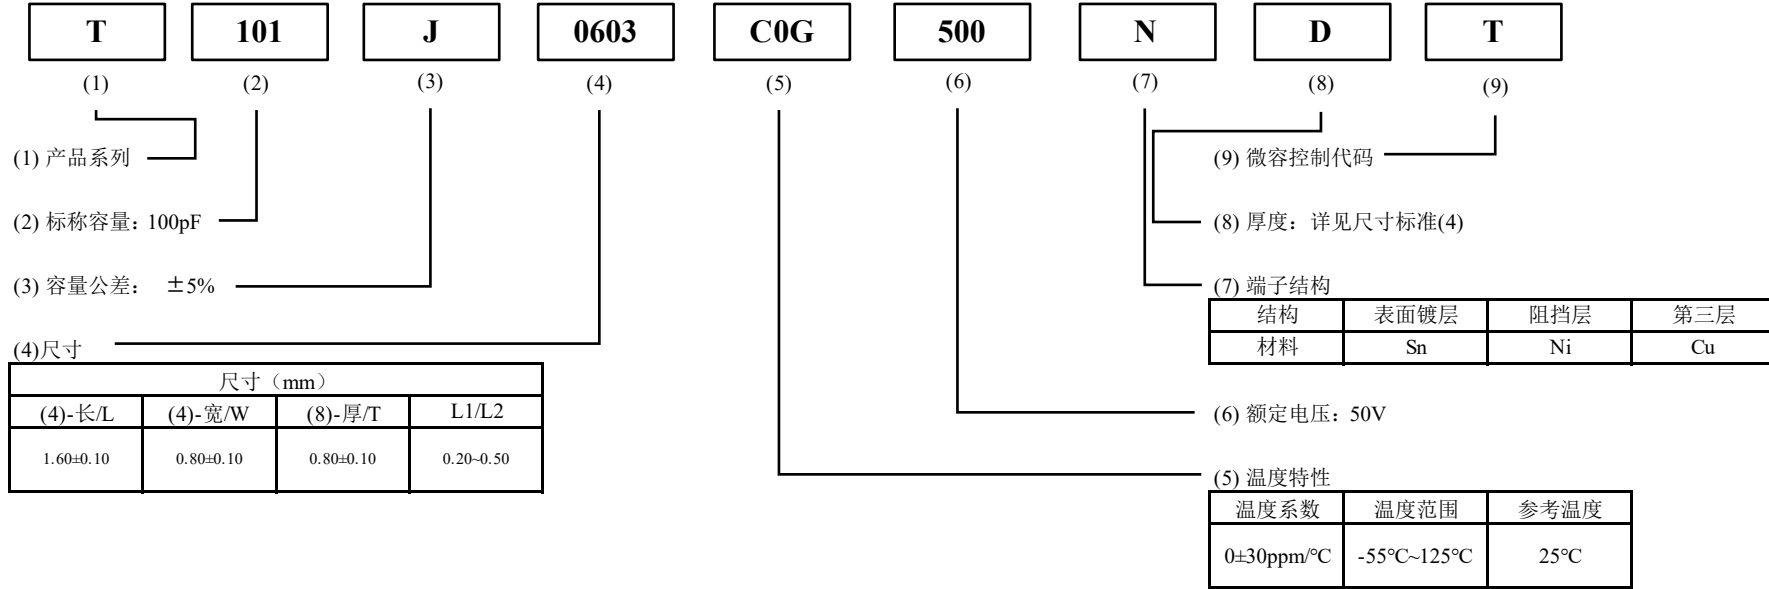 T 101 J 0603 C0G 500 N D T
(1) (2) (3) (4) (5) (6) (7) (8) (9)
(1) 产品系列
(2) 标称容量：100pF
(3) 容量公差： ±5%
(4)尺寸
尺寸（mm）
(4)-长/L (4)-宽/W (8)-厚/T L1/L2
1.60±0.10 0.80±0.10 0.80±0.10 0.20~0.50
(9) 微容控制代码
(8) 厚度：详见尺寸标准(4)
(7) 端子结构
结构 表面镀层 阻挡层 第三层
材料 Sn Ni Cu
(6) 额定电压：50V
(5) 温度特性
温度系数 温度范围 参考温度
0±30ppm/℃ -55℃~125℃ 25℃